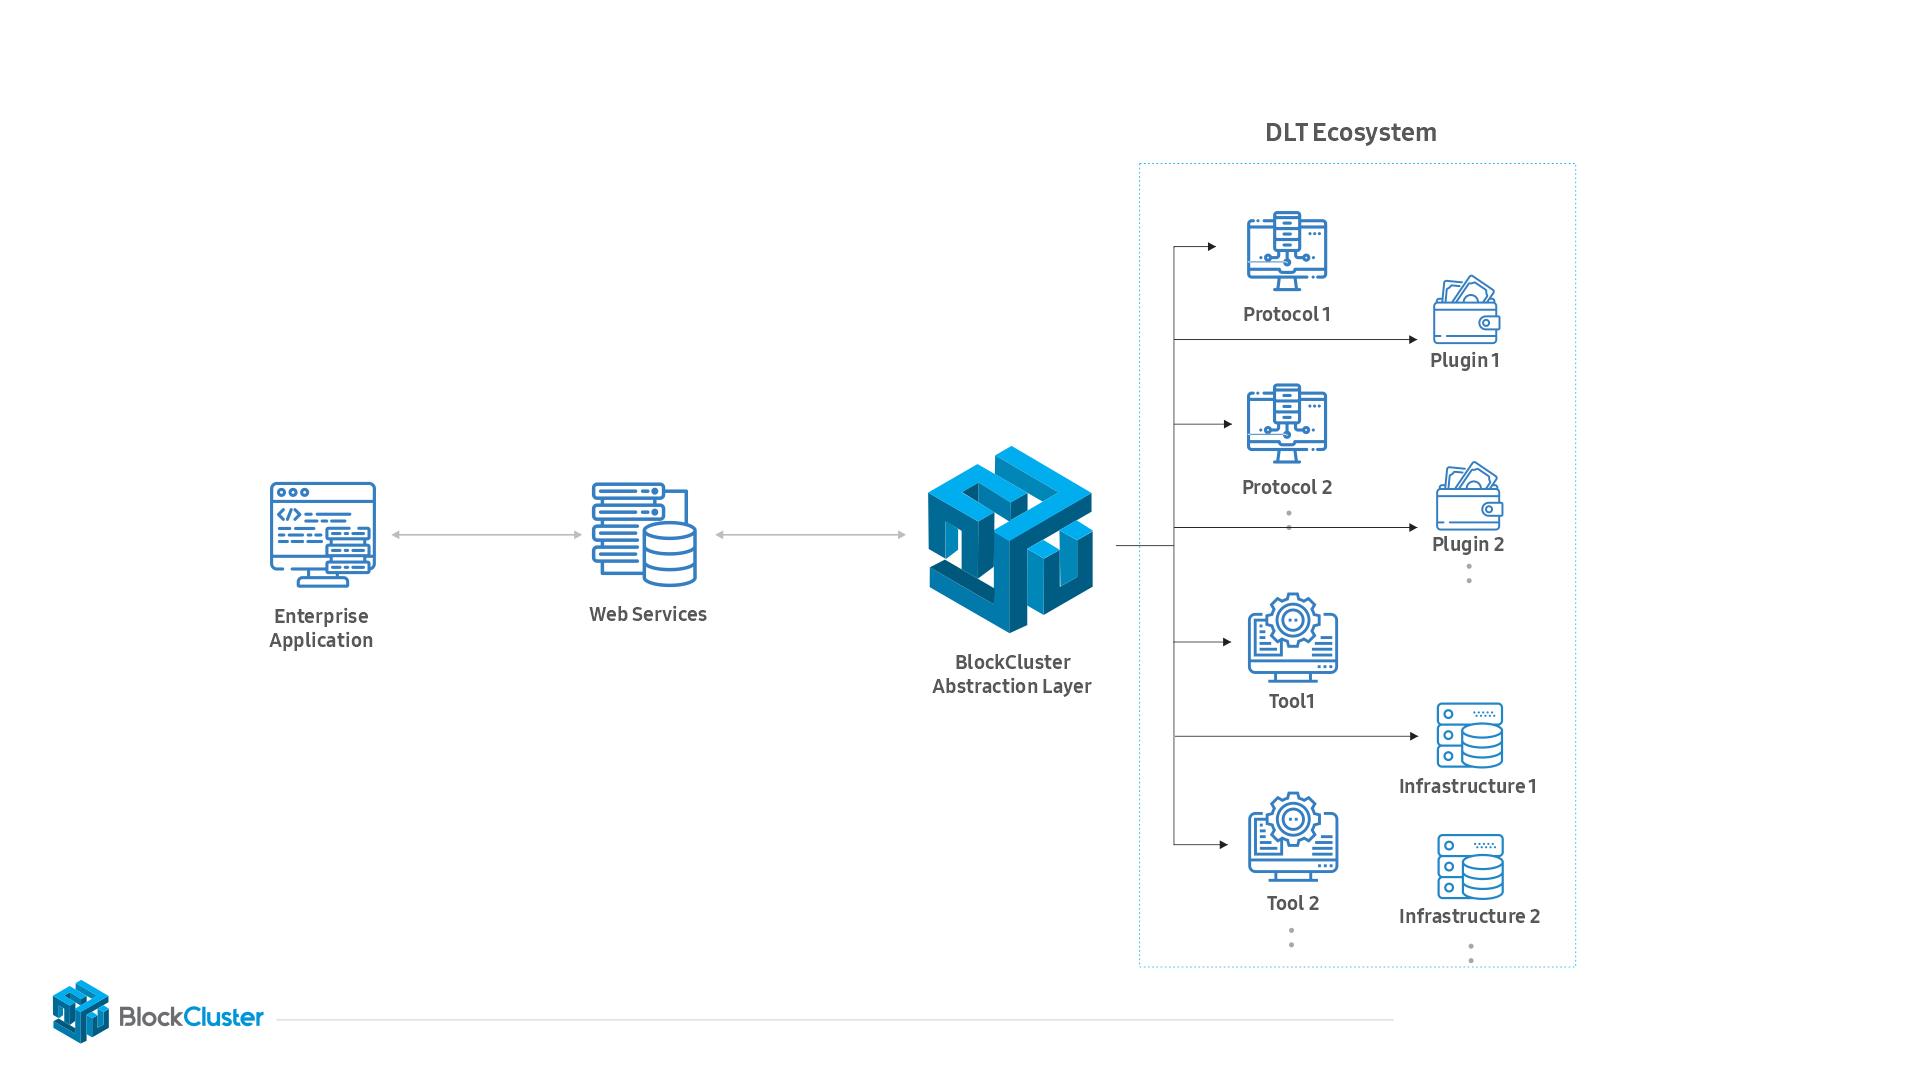 DLT Ecosystem
Protocol 1
Plugin 1
Protocol 2
Plugin 2
Enterprise
Application
Web Services
BlockCluster
Abstraction Layer
Tool1
Infrastructure 1
Tool 2
Infrastructure 2
BlockCluster